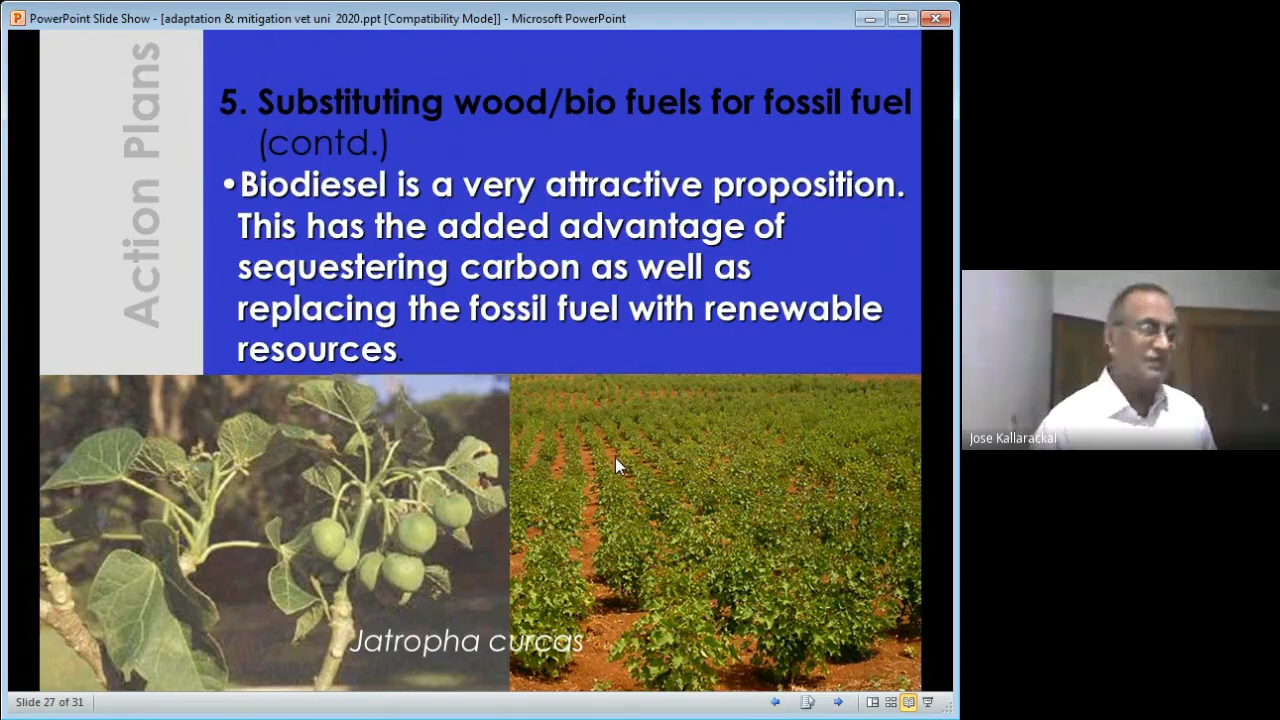 PowerPoint Slide Show - [adaptation & mitigation vet uni 2020.ppt [Compatibility Mode]] - Microsoft PowerPoint
Action Plans
5. Substituting wood/bio fuels for fossil fuel
(contd.)
•Biodiesel is a very attractive proposition.
This has the added advantage of
sequestering carbon as well as
replacing the fossil fuel with renewable
resources.
Jatropha curcas
Jose Kallarackal
Slide 27 of 31